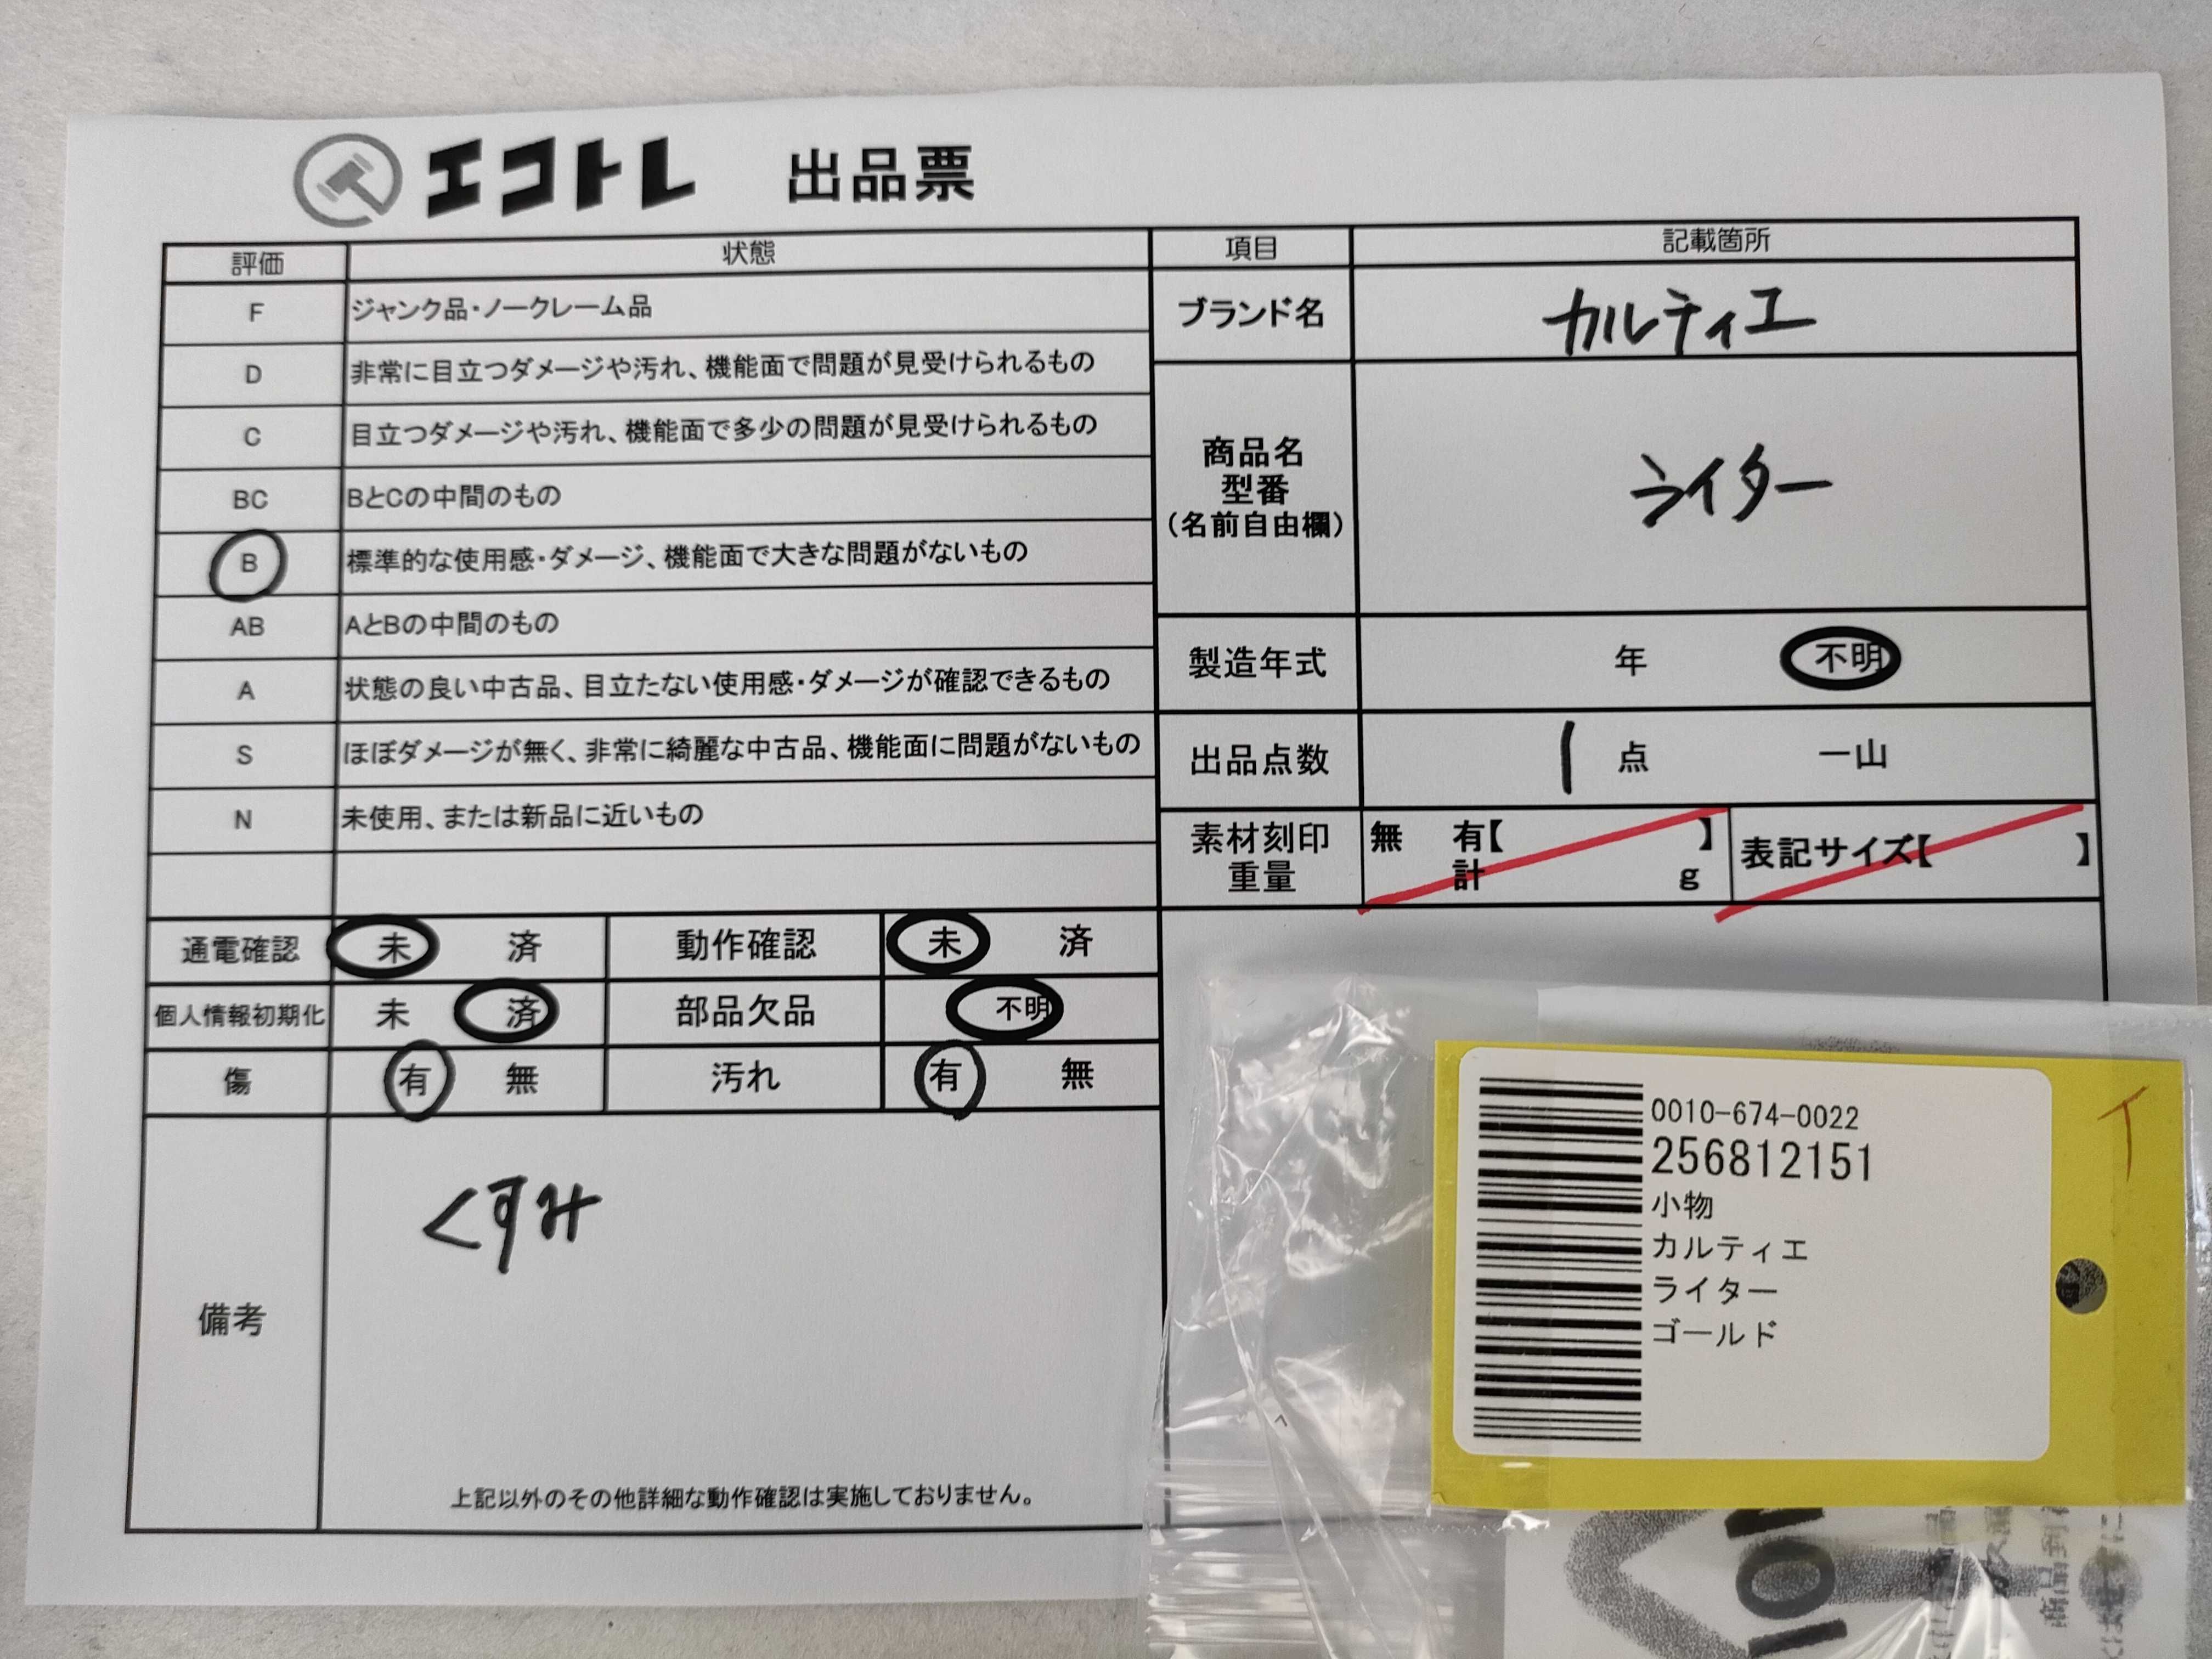 エコトレ 出品票
評価 状態
F ジャンク品・ノークレーム品
D 非常に目立つダメージや汚れ、機能面で問題が見受けられるもの
C 目立つダメージや汚れ、機能面で多少の問題が見受けられるもの
BC BとCの中間のもの
B 標準的な使用感・ダメージ、機能面で大きな問題がないもの
AB AとBの中間のもの
A 状態の良い中古品、目立たない使用感・ダメージが確認できるもの
S ほぼダメージが無く、非常に綺麗な中古品、機能面に問題がないもの
N 未使用、または新品に近いもの
通電確認 未 済 動作確認 未 済
個人情報初期化 未 済 部品欠品 不明
傷 有 無 汚れ 有 無
備考 くすみ
上記以外のその他詳細な動作確認は実施しておりません。
項目 記載箇所
ブランド名 カルティエ
商品名
型番
(名前自由欄)
ライター
製造年式 年 不明
出品点数 1 点 一山
素材刻印
重量
無 有【 】
計 g
表記サイズ【 】
0010-674-0022
256812151
小物
カルティエ
ライター
ゴールド
イ